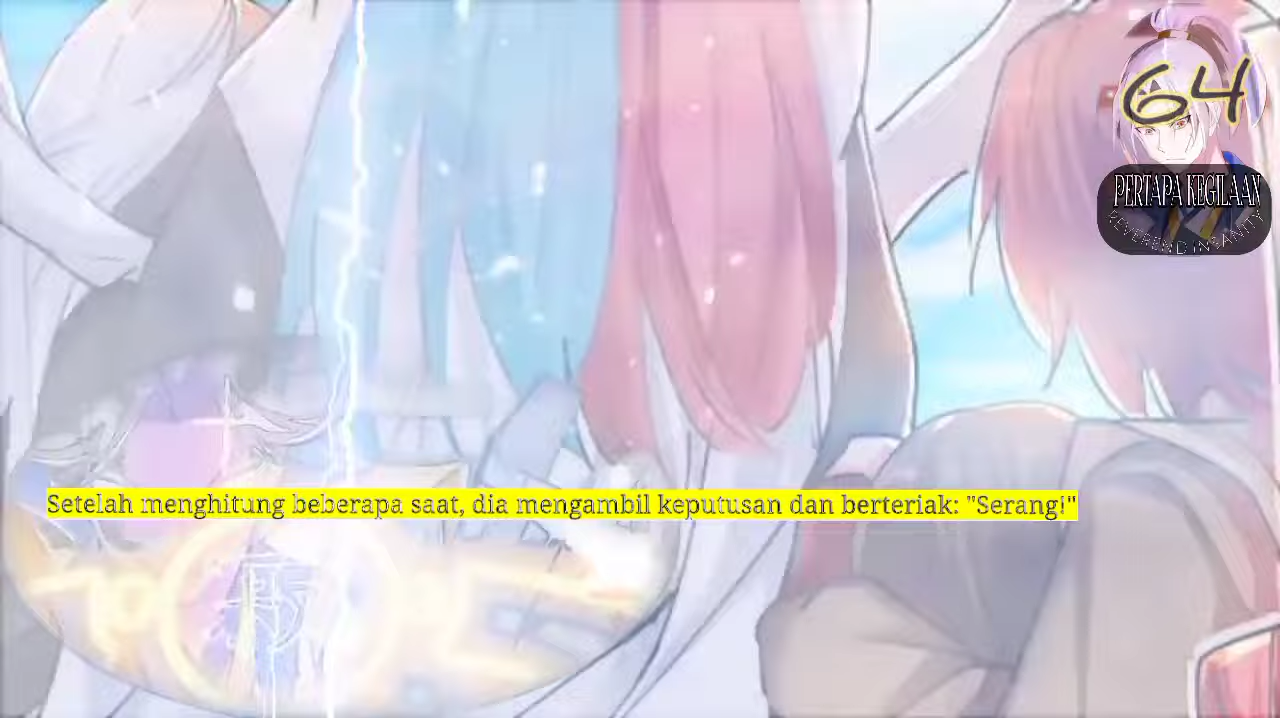 64
PERTAPA KEGILAAN
REVEREND INSANITY
Setelah menghitung beberapa saat, dia mengambil keputusan dan berteriak: "Serang!"